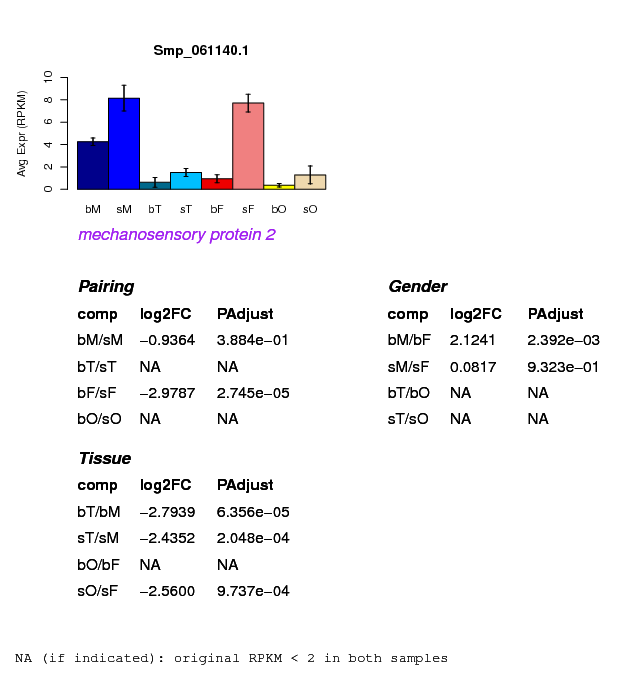 Smp_061140.1
Avg Expr (RPKM)
10
8
6
4
2
0
bM sM bT sT bF sF bO sO
mechanosensory protein 2
Pairing
comp log2FC PAdjust
bM/sM −0.9364 3.884e−01
bT/sT NA NA
bF/sF −2.9787 2.745e−05
bO/sO NA NA
Gender
comp log2FC PAdjust
bM/bF 2.1241 2.392e−03
sM/sF 0.0817 9.323e−01
bT/bO NA NA
sT/sO NA NA
Tissue
comp log2FC PAdjust
bT/bM −2.7939 6.356e−05
sT/sM −2.4352 2.048e−04
bO/bF NA NA
sO/sF −2.5600 9.737e−04
NA (if indicated): original RPKM < 2 in both samples